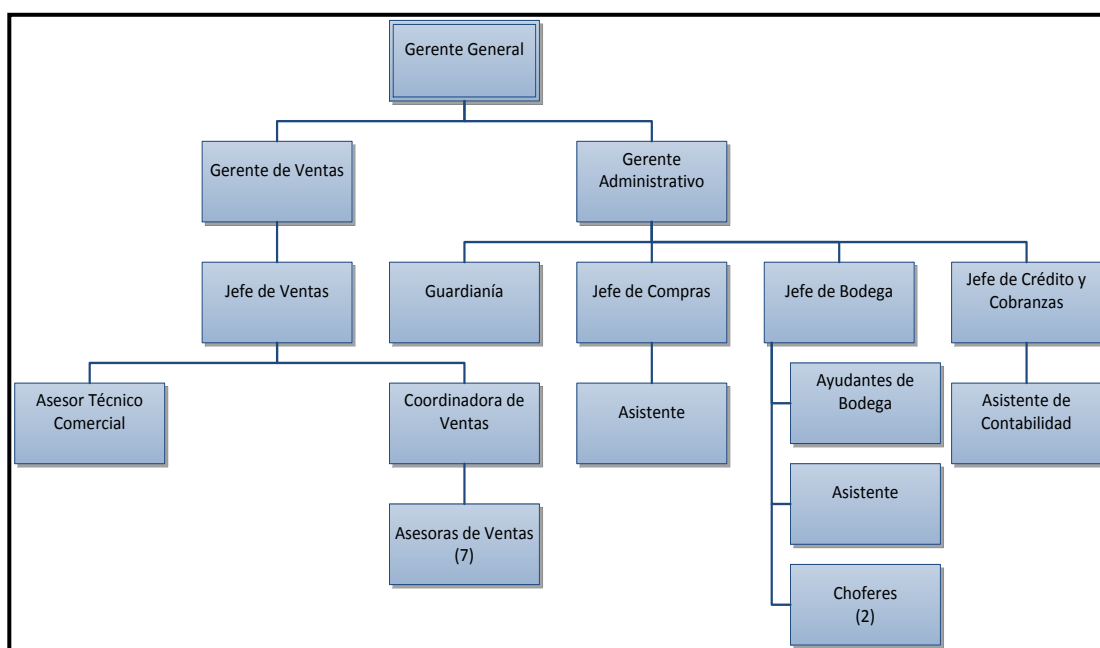 Gerente General
Gerente de Ventas
Gerente
Administrativo
Jefe de Ventas
Guardianía
Jefe de Compras
Jefe de Bodega
Jefe de Crédito y
Cobranzas
Asesor Técnico
Comercial
Coordinadora de
Ventas
Asistente
Ayudantes de
Bodega
Asistente de
Contabilidad
Asesoras de Ventas
(7)
Asistente
Choferes
(2)